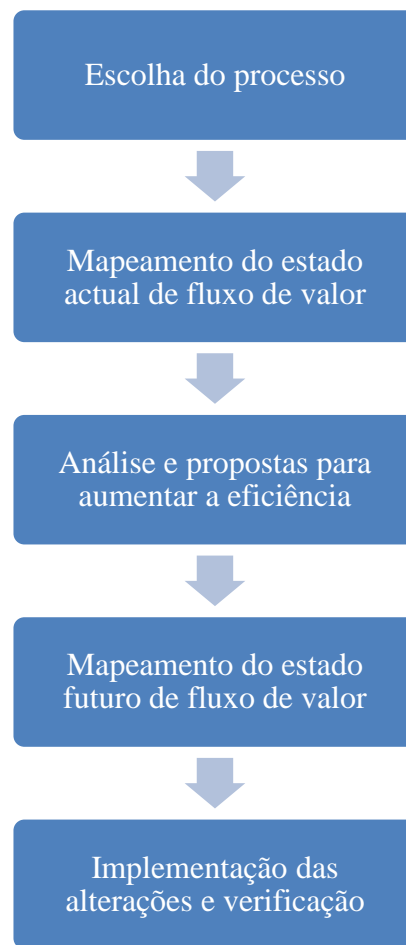 Escolha do processo
Mapeamento do estado
actual de fluxo de valor
Análise e propostas para
aumentar a eficiência
Mapeamento do estado
futuro de fluxo de valor
Implementação das
alterações e verificação